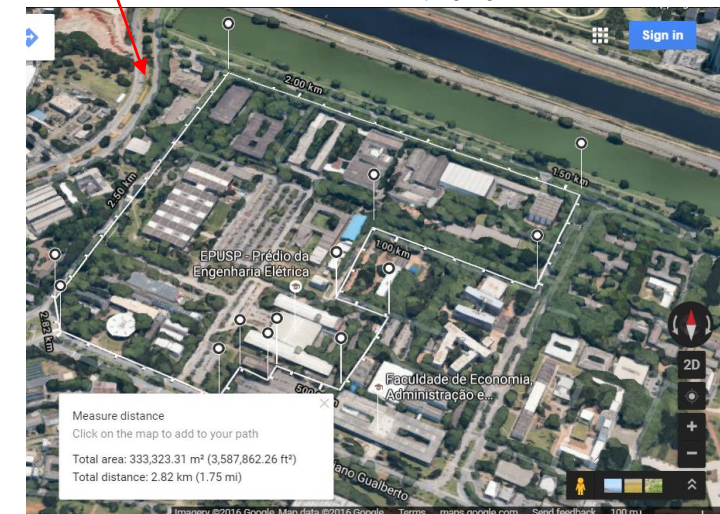 Sign in
2.00 km
1.50 km
2.50 km
1.00 km
EPUSP - Prédio da
Engenharia Elétrica
2.82 km
2D
Faculdade de Economia,
Administração e...
Measure distance
Click on the map to add to your path
Total area: 333,323.31 m² (3,587,862.26 ft²)
Total distance: 2.82 km (1.75 mi)
ano Gualberto
Imagery ©2016 Google, Map data ©2016 Google Terms maps.google.com Send feedback 100 m